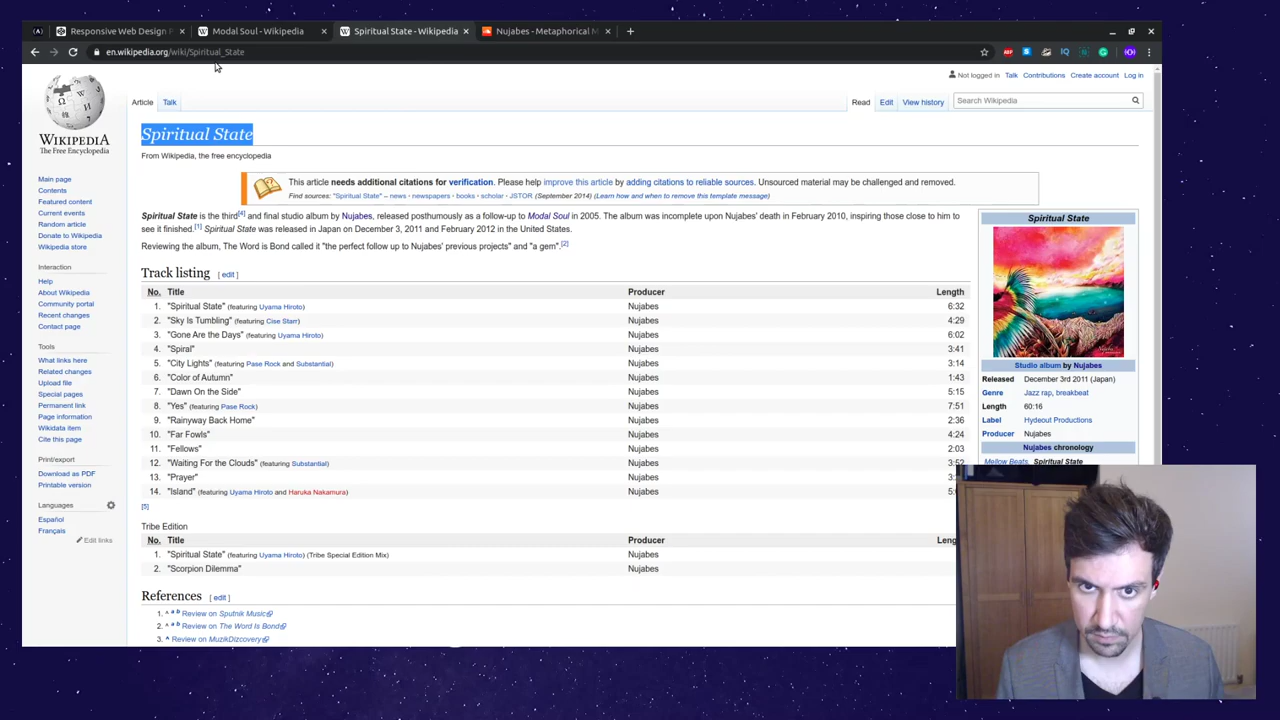 Responsive Web Design P
Modal Soul - Wikipedia
Spiritual State - Wikipedia
Nujabes - Metaphorical M
en.wikipedia.org/wiki/Spiritual_State
WIKIPEDIA
The Free Encyclopedia
Not logged in Talk Contributions Create account Log in
Article Talk
Read Edit View history
Search Wikipedia
Main page
Contents
Featured content
Current events
Random article
Donate to Wikipedia
Wikipedia store
Interaction
Help
About Wikipedia
Community portal
Recent changes
Contact page
Tools
What links here
Related changes
Upload file
Special pages
Permanent link
Page information
Wikidata item
Cite this page
Print/export
Download as PDF
Printable version
Languages
Español
Français
Edit links
Spiritual State
From Wikipedia, the free encyclopedia
This article needs additional citations for verification. Please help improve this article by adding citations to reliable sources. Unsourced material may be challenged and removed.
Find sources: "Spiritual State" – news · newspapers · books · scholar · JSTOR (September 2014) (Learn how and when to remove this template message)
Spiritual State is the third[4] and final studio album by Nujabes, released posthumously as a follow-up to Modal Soul in 2005. The album was incomplete upon Nujabes' death in February 2010, inspiring those close to him to
see it finished.[1] Spiritual State was released in Japan on December 3, 2011 and February 2012 in the United States.
Reviewing the album, The Word is Bond called it "the perfect follow up to Nujabes' previous projects" and "a gem".[2]
Track listing [ edit ]
No. Title Producer Length
1. "Spiritual State" (featuring Uyama Hiroto) Nujabes 6:32
2. "Sky Is Tumbling" (featuring Cise Starr) Nujabes 4:29
3. "Gone Are the Days" (featuring Uyama Hiroto) Nujabes 6:02
4. "Spiral" Nujabes 3:41
5. "City Lights" (featuring Pase Rock and Substantial) Nujabes 3:14
6. "Color of Autumn" Nujabes 1:43
7. "Dawn On the Side" Nujabes 5:15
8. "Yes" (featuring Pase Rock) Nujabes 7:51
9. "Rainyway Back Home" Nujabes 2:36
10. "Far Fowls" Nujabes 4:24
11. "Fellows" Nujabes 2:03
12. "Waiting For the Clouds" (featuring Substantial) Nujabes 3:52
13. "Prayer" Nujabes 3:
14. "Island" (featuring Uyama Hiroto and Haruka Nakamura) Nujabes 5:
[5]
Tribe Edition
No. Title Producer Leng
1. "Spiritual State" (featuring Uyama Hiroto) (Tribe Special Edition Mix) Nujabes
2. "Scorpion Dilemma" Nujabes
References [ edit ]
1. ^ a b Review on Sputnik Music
2. ^ a b Review on The Word Is Bond
3. ^ Review on MuzikDizcovery
Spiritual State
Studio album by Nujabes
Released December 3rd 2011 (Japan)
Genre Jazz rap, breakbeat
Length 60:16
Label Hydeout Productions
Producer Nujabes
Nujabes chronology
Mellow Beats, Spiritual State